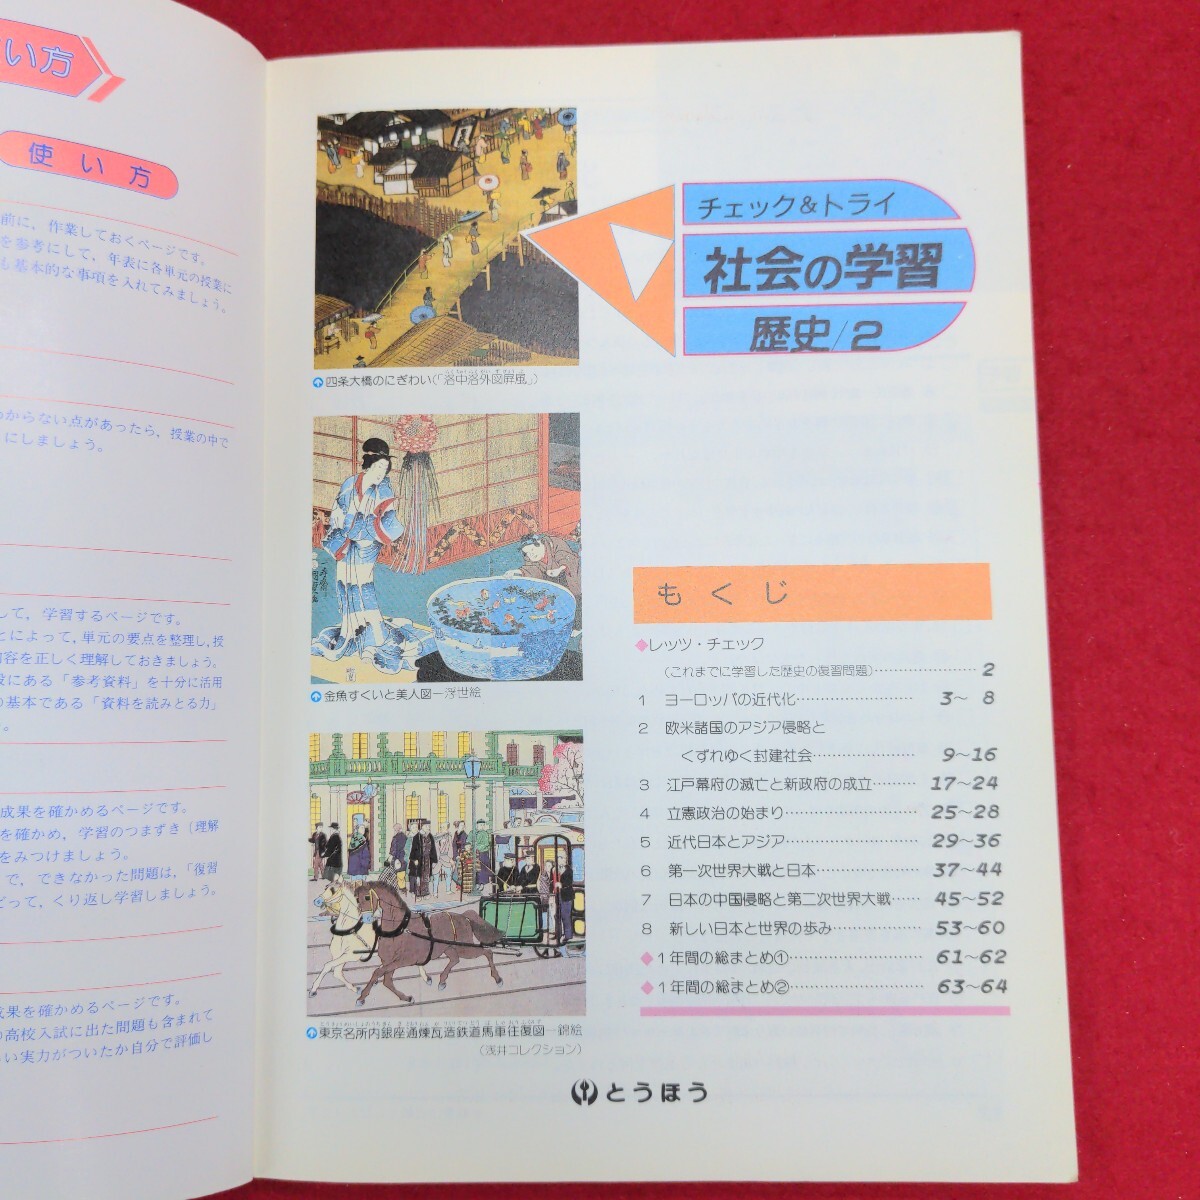 い方
使い方
前に，作業しておくページです。
を参考にして，年表に各単元の授業に
も基本的な事項を入れてみましょう。
からない点があったら，授業の中で
にしましょう。
して，学習するページです。
とによって，単元の要点を整理し，授
内容を正しく理解しておきましょう。
にある「参考資料」を十分に活用
基本である「資料を読みとる力」
。
成果を確かめるページです。
を確かめ，学習のつまずき（理解
をみつけましょう。
で，できなかった問題は，「復習
どって，くり返し学習しましょう。
成果を確かめるページです。
の高校入試に出た問題も含まれて
い実力がついたか自分で評価し
チェック&トライ
社会の学習
歴史/2
四条大橋のにぎわい(「洛中洛外図屏風」)
金魚すくいと美人図ー浮世絵
東京名所内銀座通煉瓦造鉄道馬車往復図ー錦絵
(浅井コレクション)
もくじ
◆レッツ・チェック
(これまでに学習した歴史の復習問題)………………… 2
1 ヨーロッパの近代化………………… 3〜 8
2 欧米諸国のアジア侵略と
くずれゆく封建社会………………… 9〜16
3 江戸幕府の滅亡と新政府の成立……… 17〜24
4 立憲政治の始まり………………… 25〜28
5 近代日本とアジア………………… 29〜36
6 第一次世界大戦と日本……………… 37〜44
7 日本の中国侵略と第二次世界大戦…… 45〜52
8 新しい日本と世界の歩み……………… 53〜60
◆1年間の総まとめ①………………… 61〜62
◆1年間の総まとめ②………………… 63〜64
とうほう